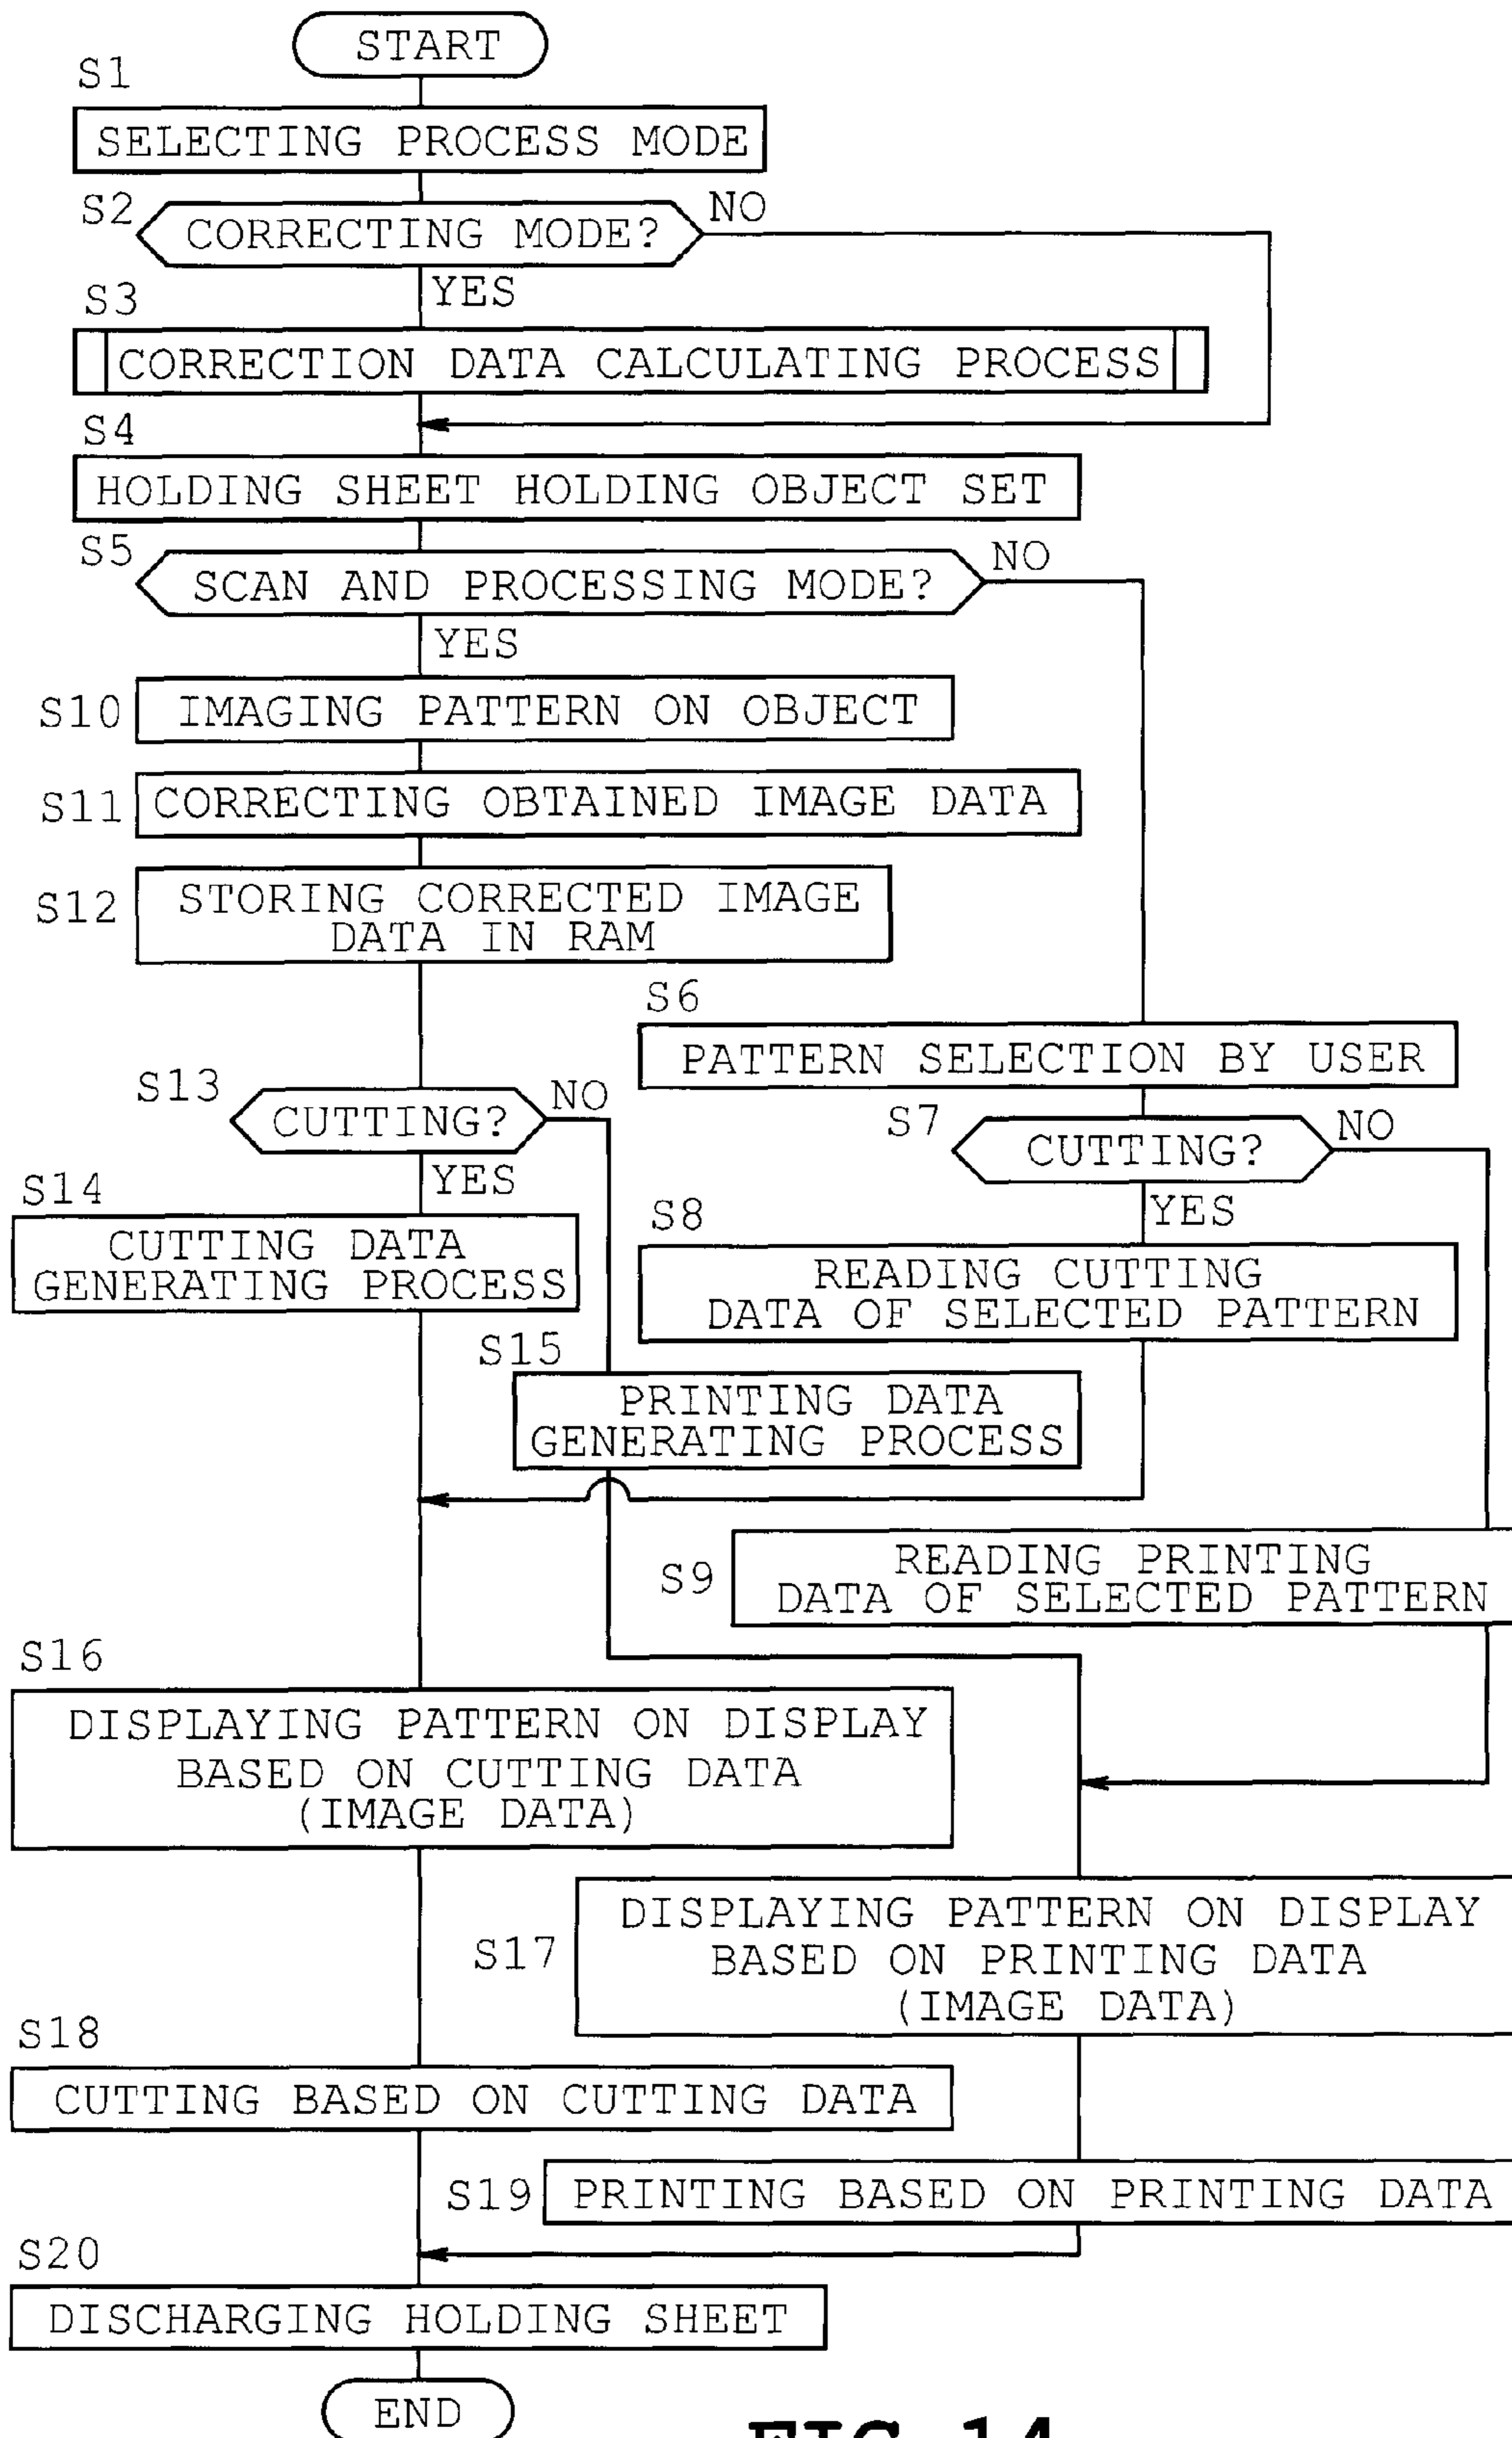 START
S1
SELECTING PROCESS MODE
S2
CORRECTING MODE?
NO
YES
S3
CORRECTION DATA CALCULATING PROCESS
S4
HOLDING SHEET HOLDING OBJECT SET
S5
SCAN AND PROCESSING MODE?
NO
YES
S10
IMAGING PATTERN ON OBJECT
S11
CORRECTING OBTAINED IMAGE DATA
S12
STORING CORRECTED IMAGE
DATA IN RAM
S6
PATTERN SELECTION BY USER
S13
CUTTING?
NO
S7
CUTTING?
NO
YES
YES
S14
CUTTING DATA
GENERATING PROCESS
S8
READING CUTTING
DATA OF SELECTED PATTERN
S15
PRINTING DATA
GENERATING PROCESS
S9
READING PRINTING
DATA OF SELECTED PATTERN
S16
DISPLAYING PATTERN ON DISPLAY
BASED ON CUTTING DATA
(IMAGE DATA)
S17
DISPLAYING PATTERN ON DISPLAY
BASED ON PRINTING DATA
(IMAGE DATA)
S18
CUTTING BASED ON CUTTING DATA
S19
PRINTING BASED ON PRINTING DATA
S20
DISCHARGING HOLDING SHEET
END
FIG. 14